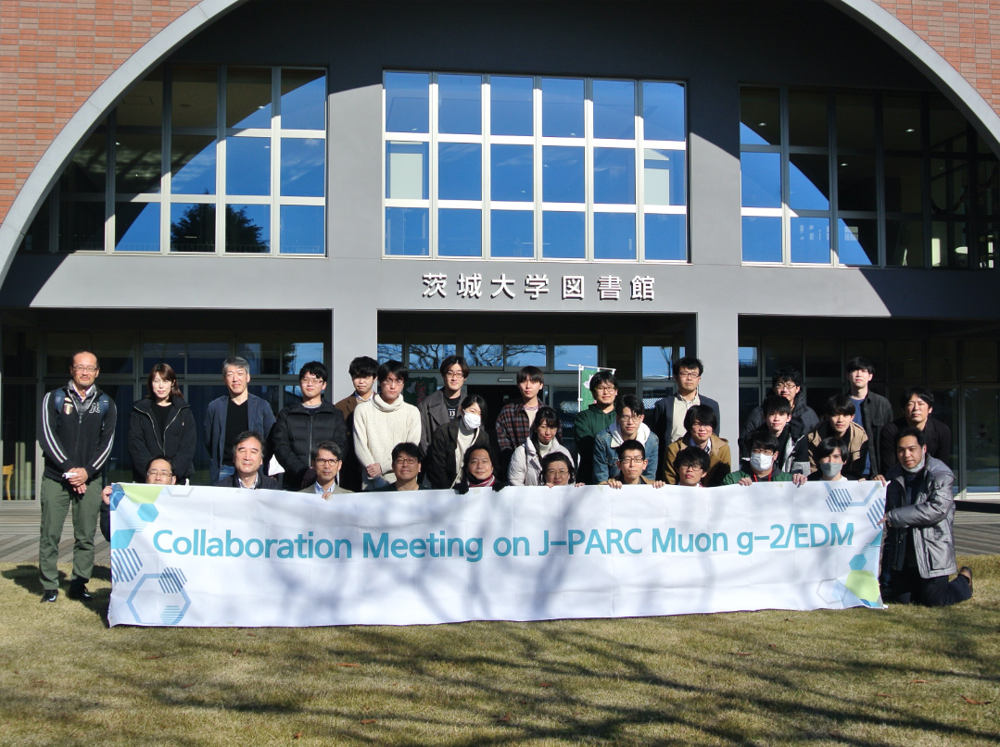 茨城大学図書館
Collaboration Meeting on J-PARC Muon g-2/EDM